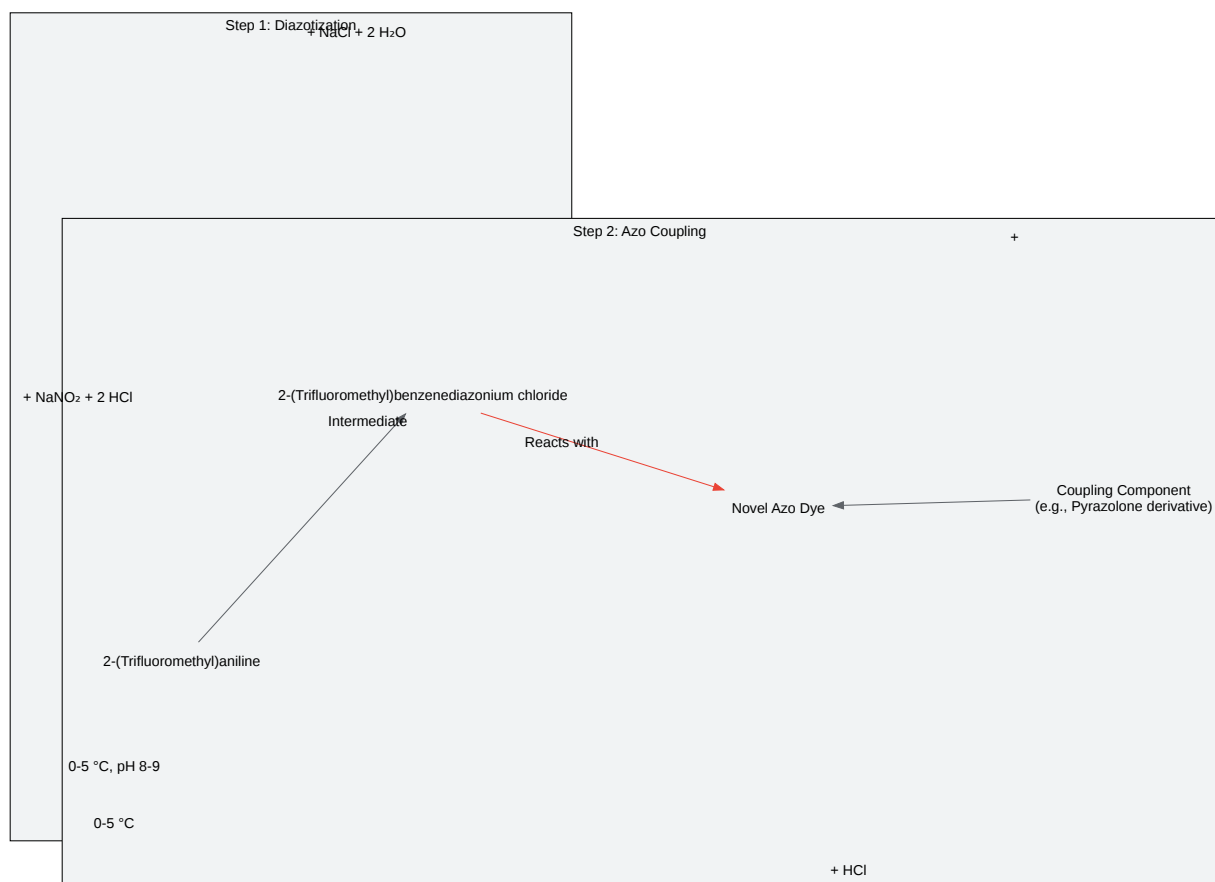 Step 1: Diazotization
+ NaCl + 2 H₂O
Step 2: Azo Coupling
+
+ NaNO₂ + 2 HCl
2-(Trifluoromethyl)benzenediazonium chloride
Intermediate
Reacts with
Novel Azo Dye
Coupling Component
(e.g., Pyrazolone derivative)
2-(Trifluoromethyl)aniline
0-5 °C, pH 8-9
0-5 °C
+ HCl